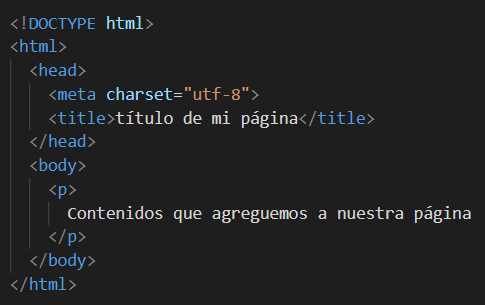 <!DOCTYPE html>
<html>
<head>
<meta charset="utf-8">
<title>título de mi página</title>
</head>
<body>
<p>
Contenidos que agreguemos a nuestra página
</p>
</body>
</html>